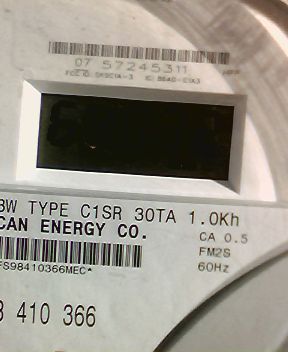 07 57245311
3W TYPE C1SR 30TA 1.0Kh
CAN ENERGY CO.
CA 0.5
FM2S
60Hz
FS98410366MEC*
8 410 366